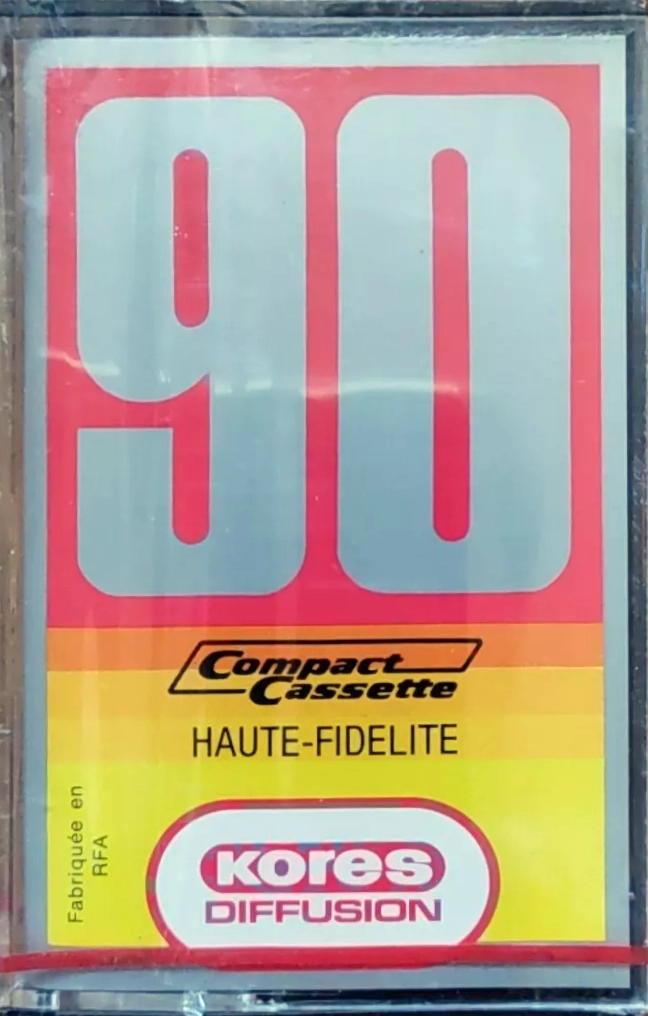 90
Compact
Cassette
HAUTE-FIDELITE
Fabriquée en
RFA
Kores
DIFFUSION